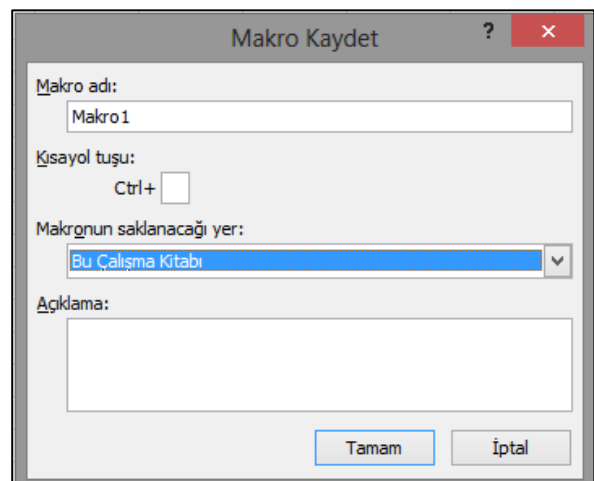 Makro Kaydet ? ×
Makro adı:
Makro1
Kısayol tuşu:
Ctrl+
Makronun saklanacağı yer:
Bu Çalışma Kitabı
Açıklama:
Tamam İptal